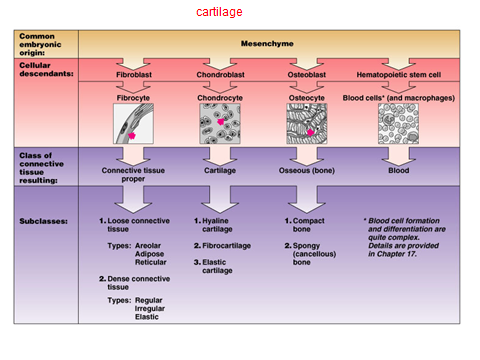 cartilage
Common
embryonic
origin:
Mesenchyme
Cellular
descendants:
Fibroblast
Chondroblast
Osteoblast
Hematopoietic stem cell
Fibrocyte
Chondrocyte
Osteocyte
Blood cells* (and macrophages)
Class of
connective
tissue
resulting:
Connective tissue
proper
Cartilage
Osseous (bone)
Blood
Subclasses:
1. Loose connective
tissue
Types: Areolar
Adipose
Reticular
2. Dense connective
tissue
Types: Regular
Irregular
Elastic
1. Hyaline
cartilage
2. Fibrocartilage
3. Elastic
cartilage
1. Compact
bone
2. Spongy
(cancellous)
bone
* Blood cell formation
and differentiation are
quite complex.
Details are provided
in Chapter 17.